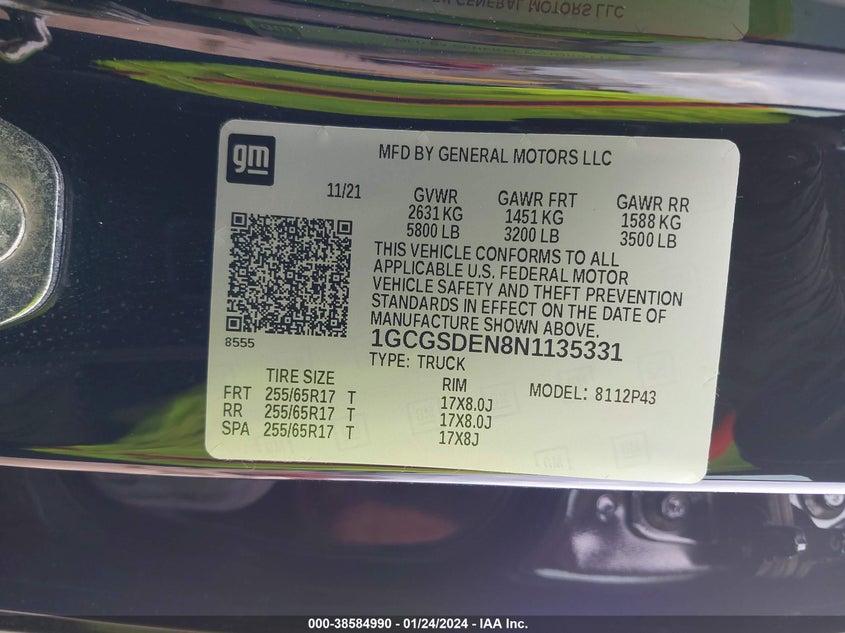 BY GENERAL MOTORS LLC
gm
MFD BY GENERAL MOTORS LLC
11/21
GVWR GAWR FRT GAWR RR
2631 KG 1451 KG 1588 KG
5800 LB 3200 LB 3500 LB
THIS VEHICLE CONFORMS TO ALL
APPLICABLE U.S. FEDERAL MOTOR
VEHICLE SAFETY AND THEFT PREVENTION
STANDARDS IN EFFECT ON THE DATE OF
MANUFACTURE SHOWN ABOVE.
8555
1GCGSDEN8N1135331
TYPE: TRUCK
TIRE SIZE RIM MODEL: 8112P43
FRT 255/65R17 T 17X8.0J
RR 255/65R17 T 17X8.0J
SPA 255/65R17 T 17X8J
000-38584990 - 01/24/2024 - IAA Inc.